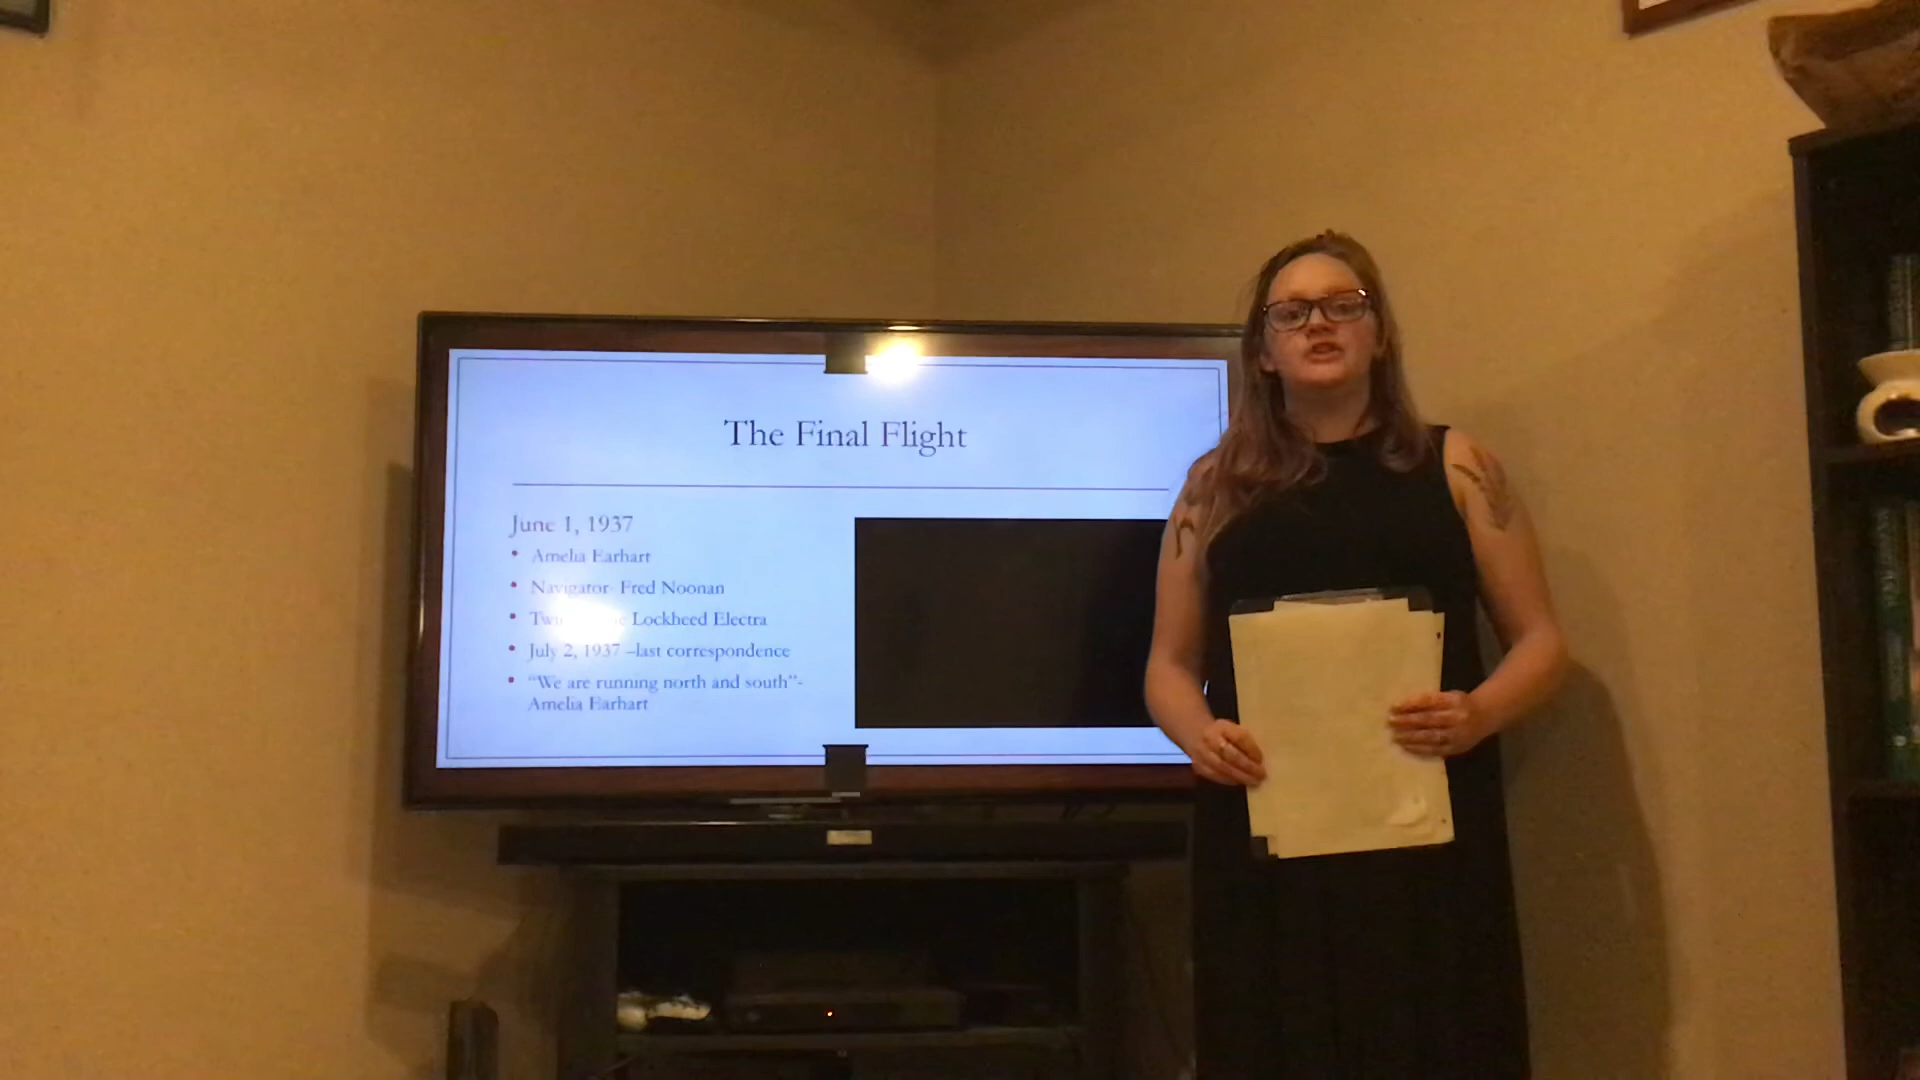 The Final Flight
June 1, 1937
• Amelia Earhart
• Navigator- Fred Noonan
• Lockheed Electra
• July 2, 1937 –last correspondence
• "We are running north and south"-
Amelia Earhart